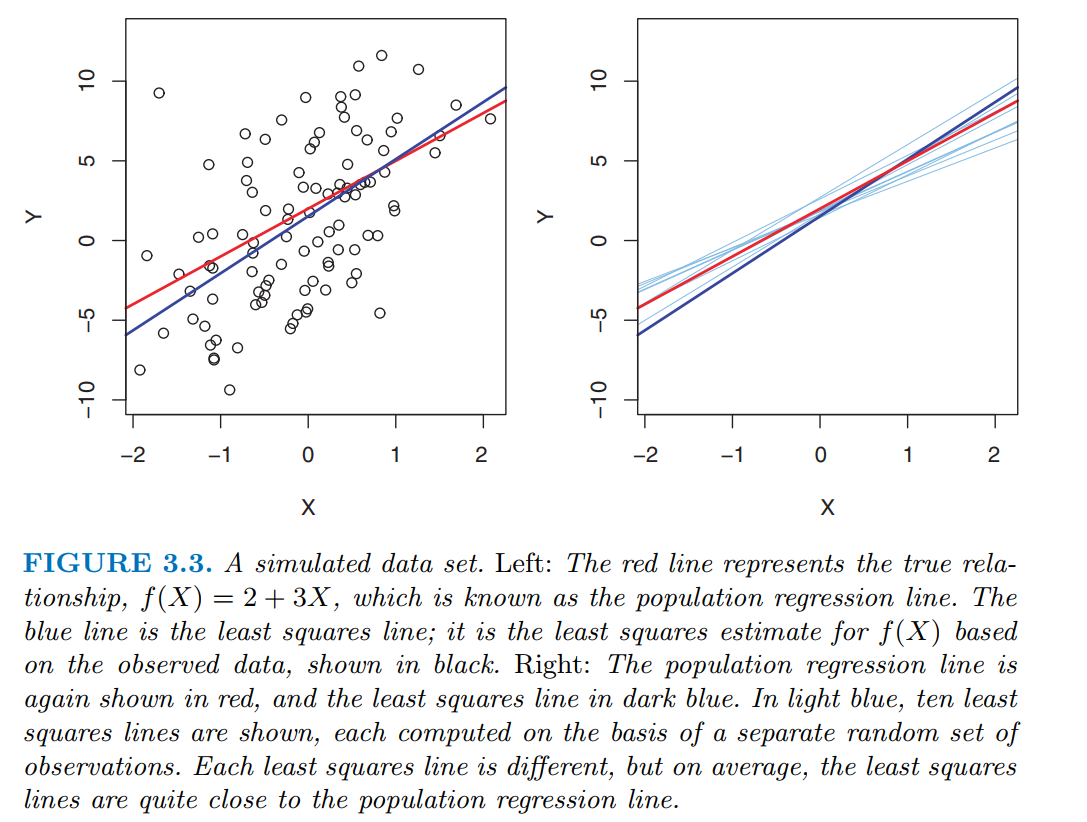 10
5
0
−5
−10
Y
−2 −1 0 1 2
X
10
5
0
−5
−10
Y
−2 −1 0 1 2
X
FIGURE 3.3. A simulated data set. Left: The red line represents the true rela-
tionship, f(X) = 2 + 3X, which is known as the population regression line. The
blue line is the least squares line; it is the least squares estimate for f(X) based
on the observed data, shown in black. Right: The population regression line is
again shown in red, and the least squares line in dark blue. In light blue, ten least
squares lines are shown, each computed on the basis of a separate random set of
observations. Each least squares line is different, but on average, the least squares
lines are quite close to the population regression line.